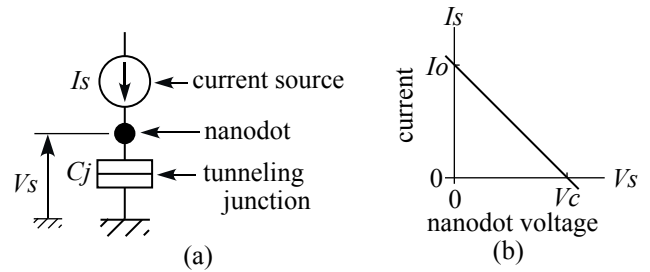 Is
current source
nanodot
Vs
Cj
tunneling
junction
(a)
Is
Io
current
0
0
Vc
Vs
nanodot voltage
(b)